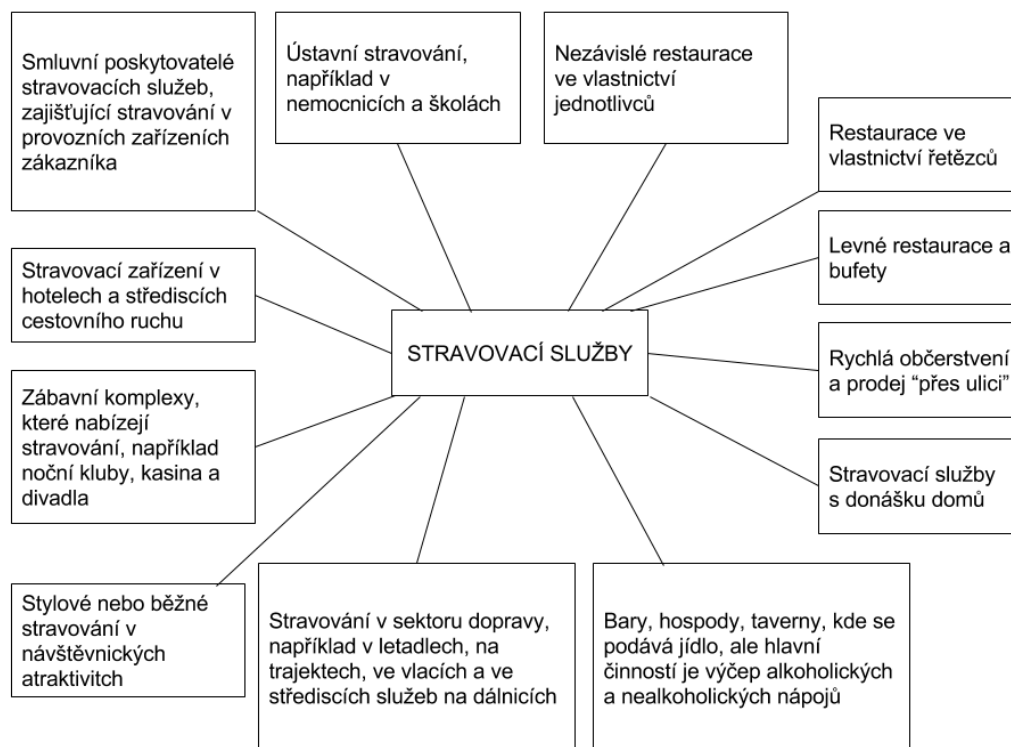 Smluvní poskytovatelé
stravovacích služeb,
zajišťující stravování v
provozních zařízeních
zákazníka
Ústavní stravování,
například v
nemocnicích a školách
Nezávislé restaurace
ve vlastnictví
jednotlivců
Restaurace ve
vlastnictví řetězců
Stravovací zařízení v
hotelech a střediscích
cestovního ruchu
Levné restaurace a
bufety
STRAVOVACÍ SLUŽBY
Rychlá občerstvení
a prodej “přes ulici”
Zábavní komplexy,
které nabízejí
stravování, například
noční kluby, kasina a
divadla
Stravovací služby
s donášku domů
Stylové nebo běžné
stravování v
návštěvnických
atraktivitch
Stravování v sektoru dopravy,
například v letadlech, na
trajektech, ve vlacích a ve
střediscích služeb na dálnicích
Bary, hospody, taverny, kde se
podává jídlo, ale hlavní
činností je výčep alkoholických
a nealkoholických nápojů